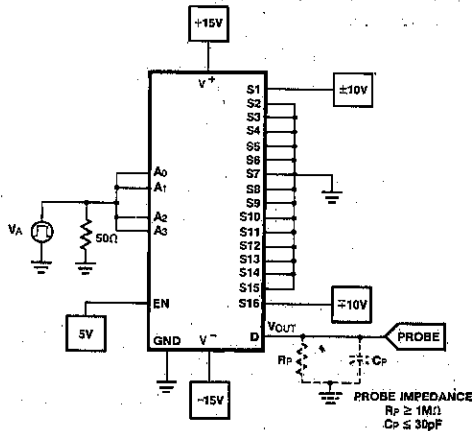 +15V
V+
S1
±10V
S2
S3
S4
S5
S6
S7
S8
S9
S10
S11
S12
S13
S14
S15
S16
∓10V
A0
A1
A2
A3
VA
50Ω
EN
5V
GND
V−
D
VOUT
PROBE
−15V
RP
CP
PROBE IMPEDANCE
RP ≥ 1MΩ
CP ≤ 30pF